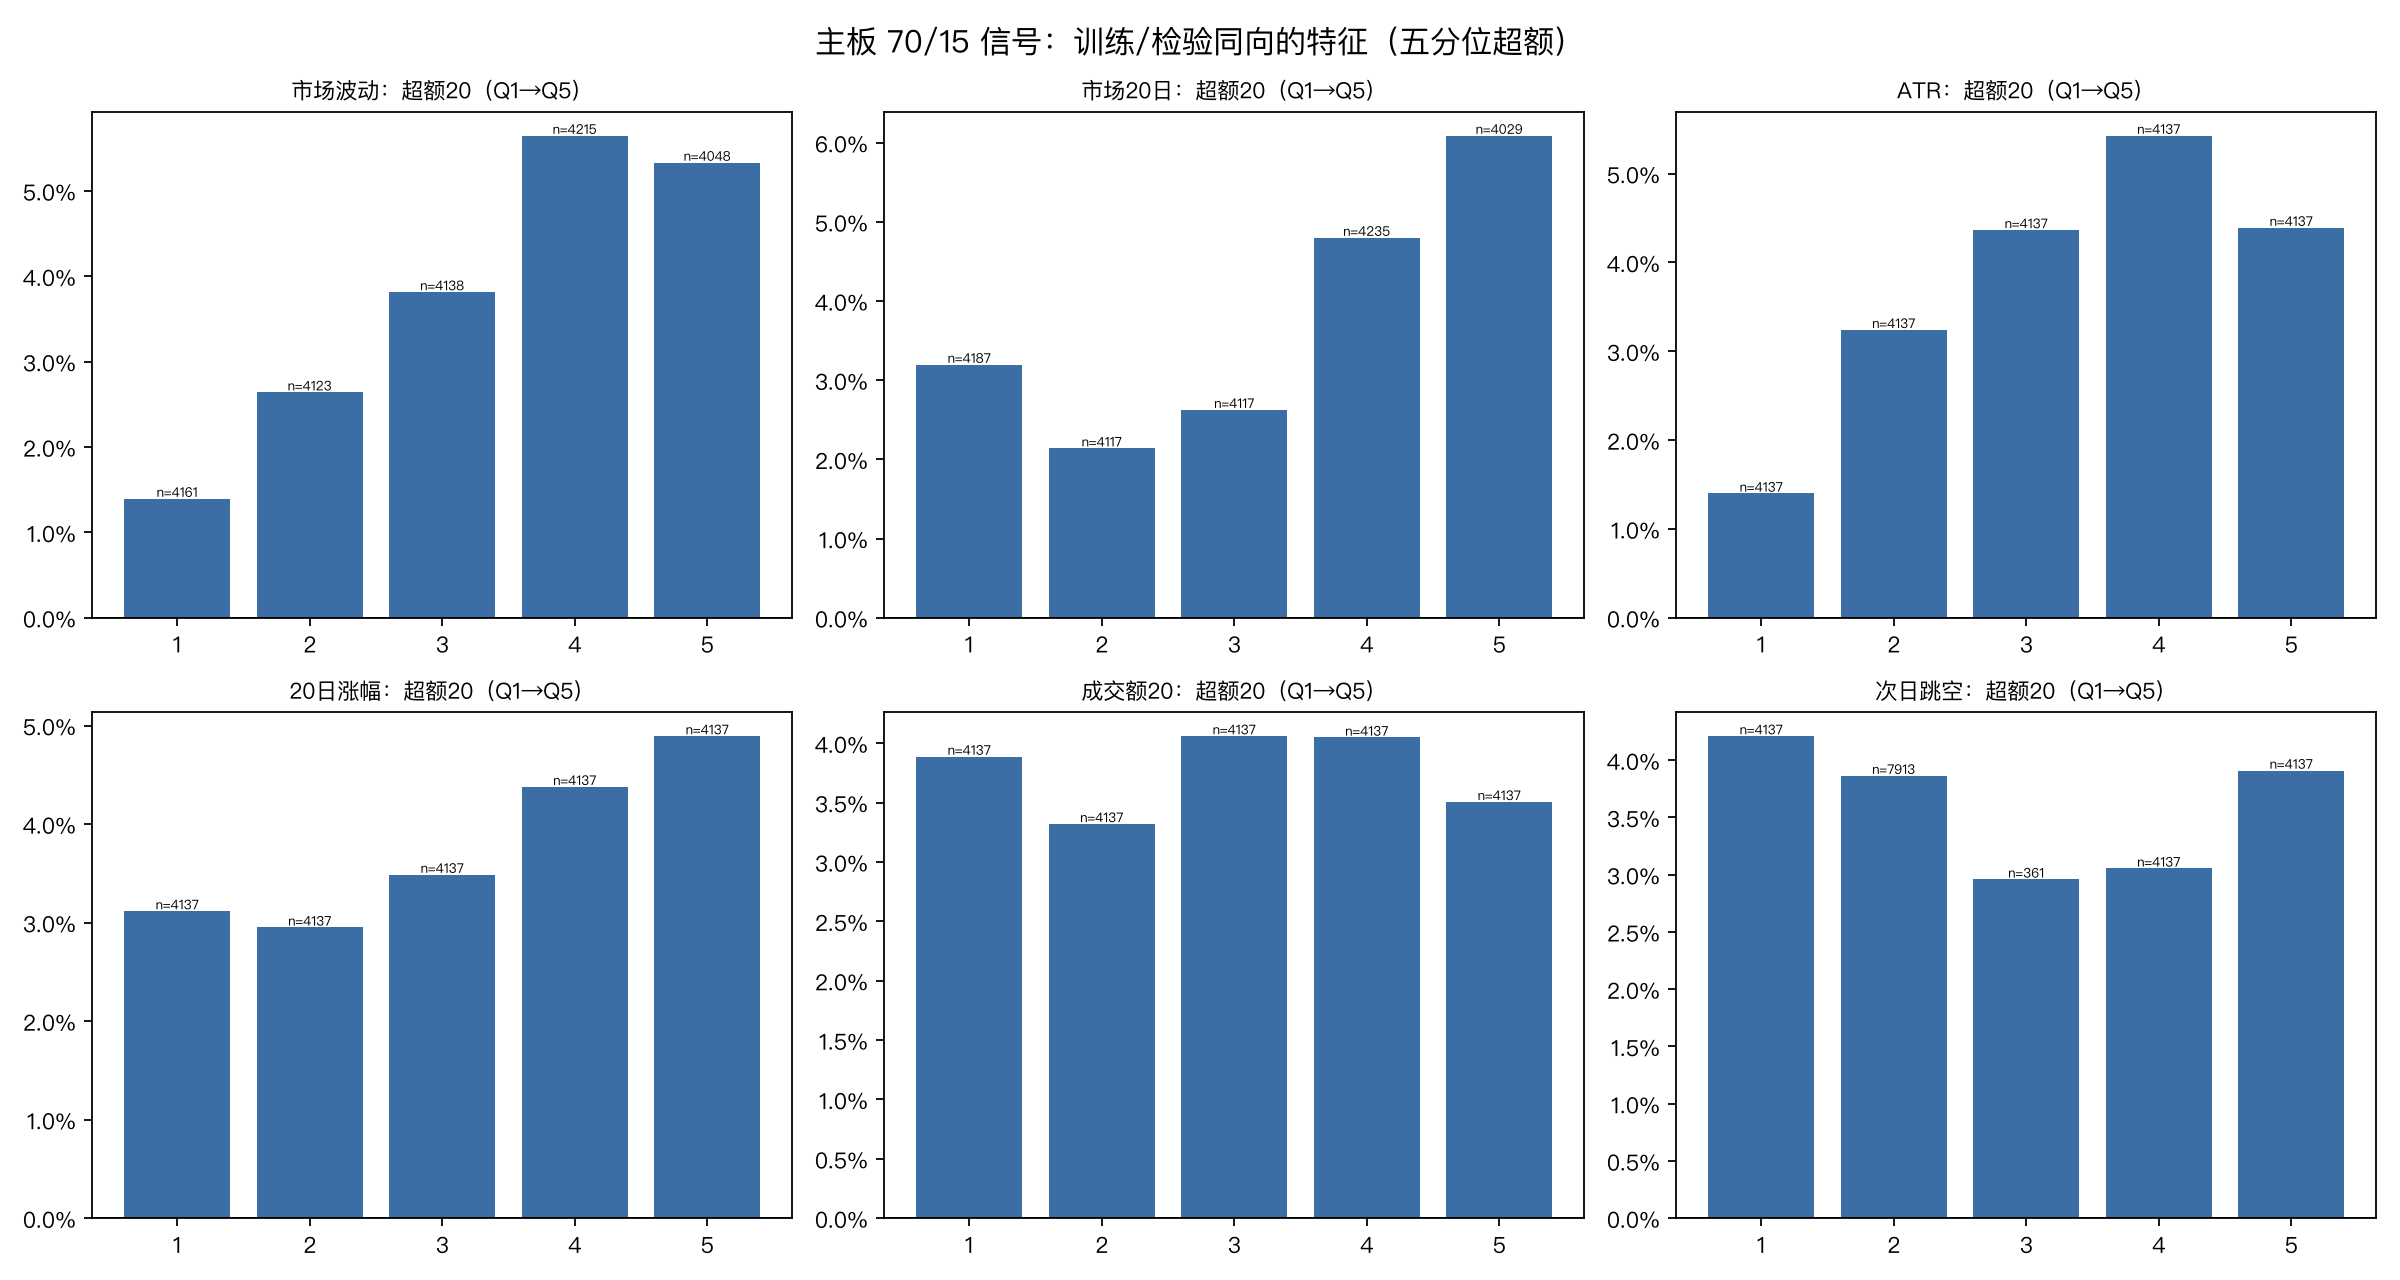 主板 70/15 信号：训练/检验同向的特征（五分位超额）
市场波动：超额20（Q1→Q5）
5.0%
4.0%
3.0%
2.0%
1.0%
0.0%
n=4161
n=4123
n=4138
n=4215
n=4048
1 2 3 4 5
市场20日：超额20（Q1→Q5）
6.0%
5.0%
4.0%
3.0%
2.0%
1.0%
0.0%
n=4187
n=4117
n=4117
n=4235
n=4029
1 2 3 4 5
ATR：超额20（Q1→Q5）
5.0%
4.0%
3.0%
2.0%
1.0%
0.0%
n=4137
n=4137
n=4137
n=4137
n=4137
1 2 3 4 5
20日涨幅：超额20（Q1→Q5）
5.0%
4.0%
3.0%
2.0%
1.0%
0.0%
n=4137
n=4137
n=4137
n=4137
n=4137
1 2 3 4 5
成交额20：超额20（Q1→Q5）
4.0%
3.5%
3.0%
2.5%
2.0%
1.5%
1.0%
0.5%
0.0%
n=4137
n=4137
n=4137
n=4137
n=4137
1 2 3 4 5
次日跳空：超额20（Q1→Q5）
4.0%
3.5%
3.0%
2.5%
2.0%
1.5%
1.0%
0.5%
0.0%
n=4137
n=7913
n=361
n=4137
n=4137
1 2 3 4 5